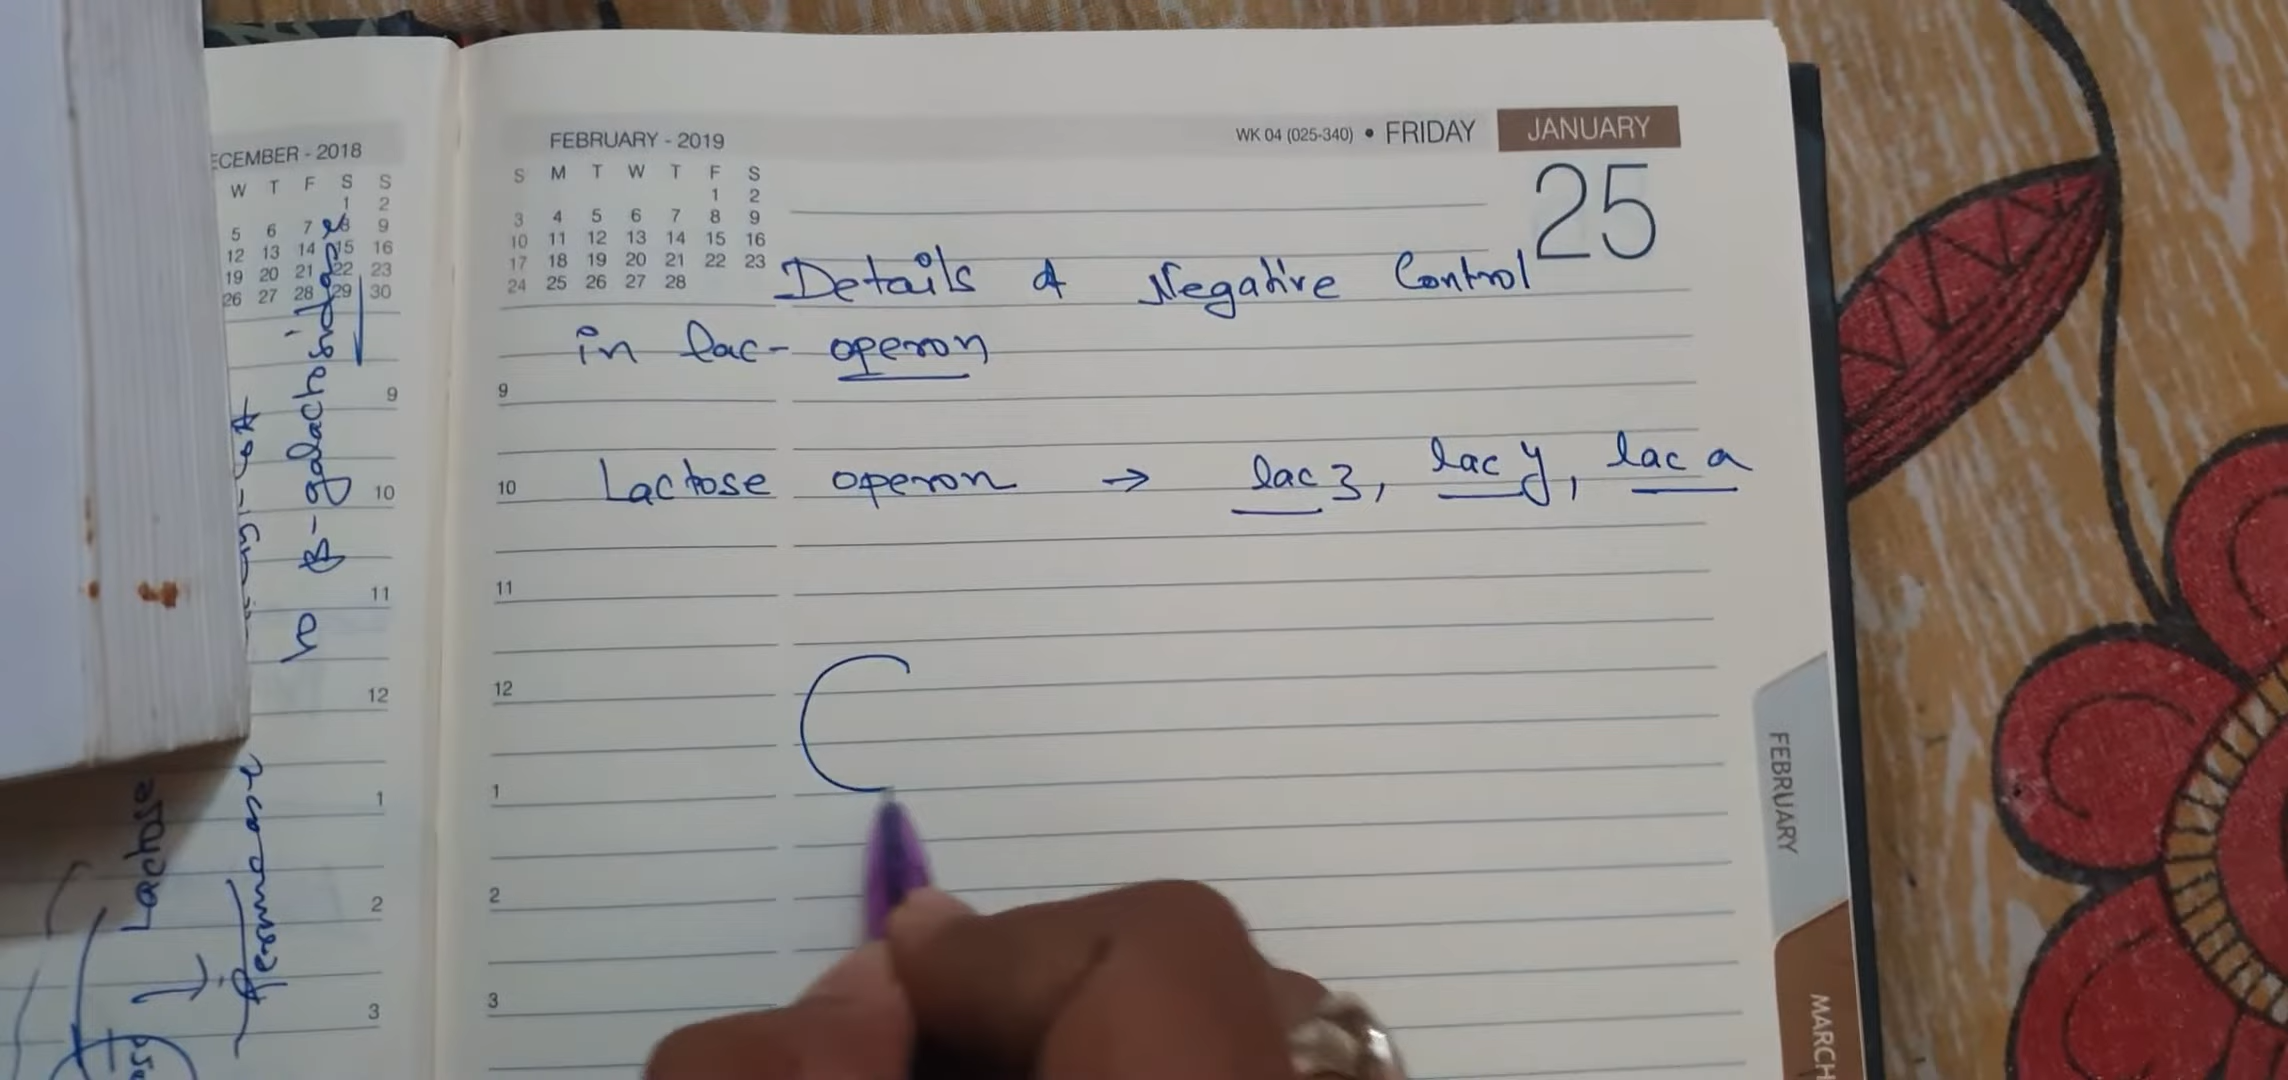 ECEMBER - 2018
W T F S S
1 2
5 6 7 8 9
12 13 14 15 16
19 20 21 22 23
26 27 28 29 30
9
10
11
12
1
2
3
β-galactosidase
to
Lactose
Permease
FEBRUARY - 2019
S M T W T F S
1 2
3 4 5 6 7 8 9
10 11 12 13 14 15 16
17 18 19 20 21 22 23
24 25 26 27 28
WK 04 (025-340) • FRIDAY JANUARY
25
Details of Negative Control
in lac- operon
9
Lactose operon → lac z, lac y, lac a
10
11
12
1
2
3
FEBRUARY
MARCH